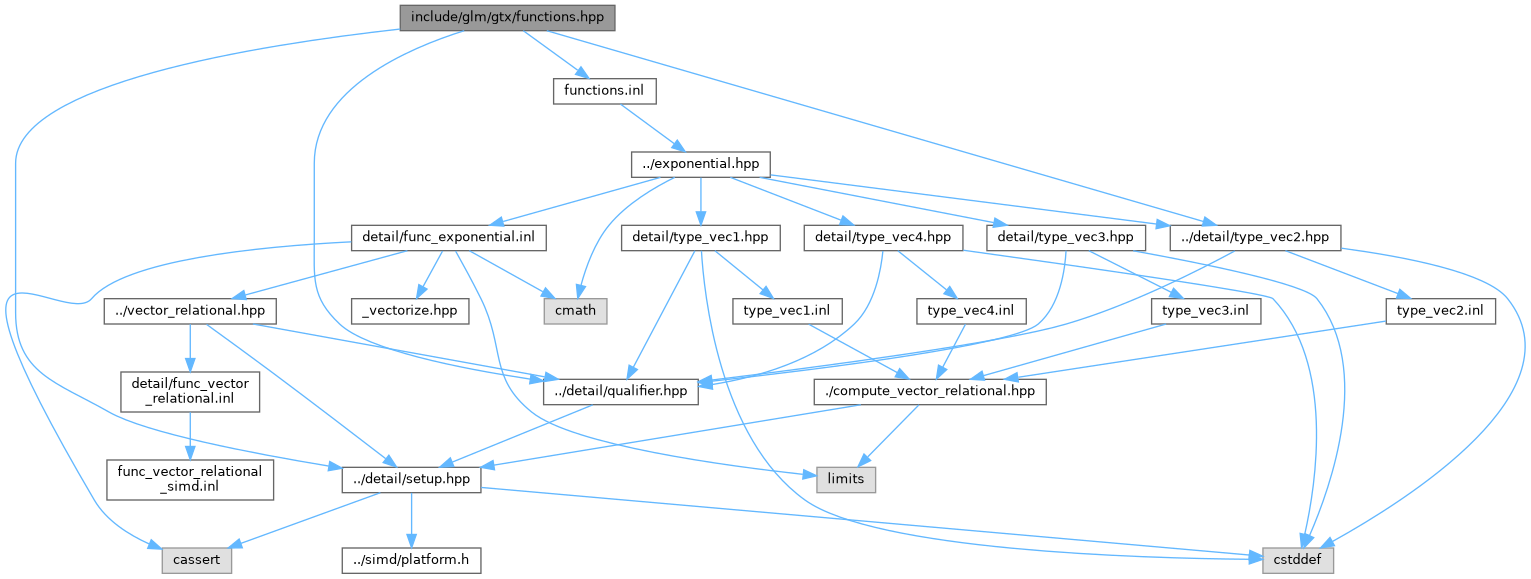 include/glm/gtx/functions.hpp
functions.inl
../exponential.hpp
detail/func_exponential.inl
detail/type_vec1.hpp
detail/type_vec4.hpp
detail/type_vec3.hpp
../detail/type_vec2.hpp
../vector_relational.hpp
_vectorize.hpp
cmath
type_vec1.inl
type_vec4.inl
type_vec3.inl
type_vec2.inl
detail/func_vector
_relational.inl
../detail/qualifier.hpp
./compute_vector_relational.hpp
func_vector_relational
_simd.inl
../detail/setup.hpp
limits
cassert
../simd/platform.h
cstddef